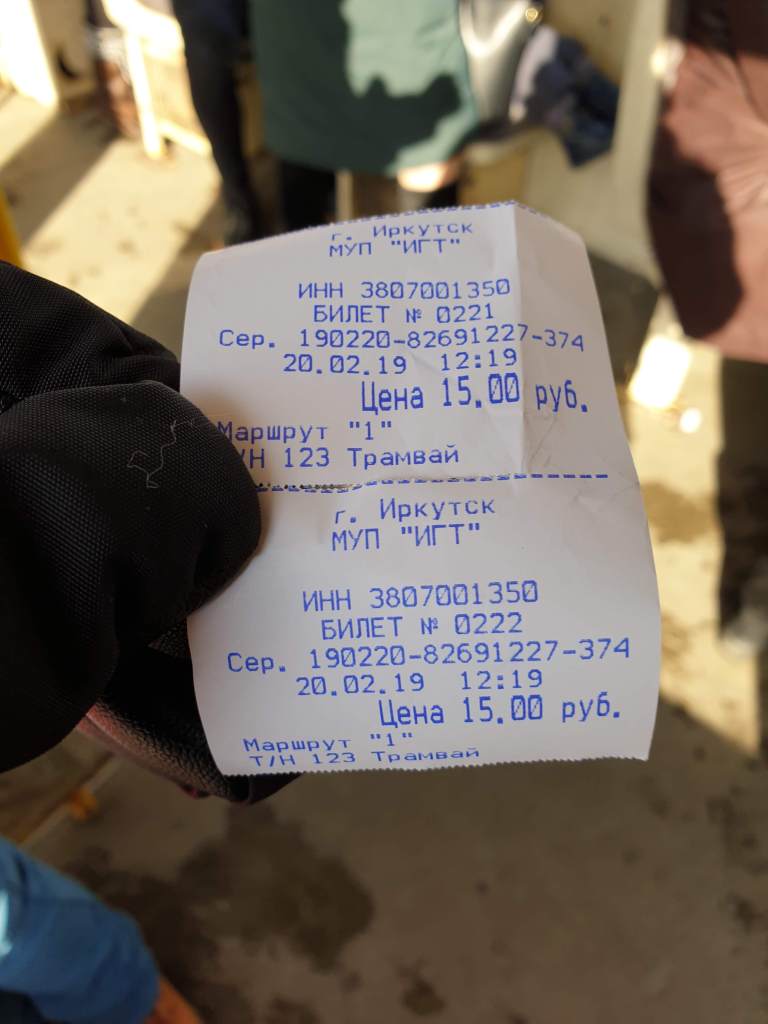 г. Иркутск
МУП "ИГТ"
ИНН 3807001350
БИЛЕТ № 0221
Сер. 190220-82691227-374
20.02.19 12:19
Цена 15.00 руб.
Маршрут "1"
Т/Н 123 Трамвай
г. Иркутск
МУП "ИГТ"
ИНН 3807001350
БИЛЕТ № 0222
Сер. 190220-82691227-374
20.02.19 12:19
Цена 15.00 руб.
Маршрут "1"
Т/Н 123 Трамвай